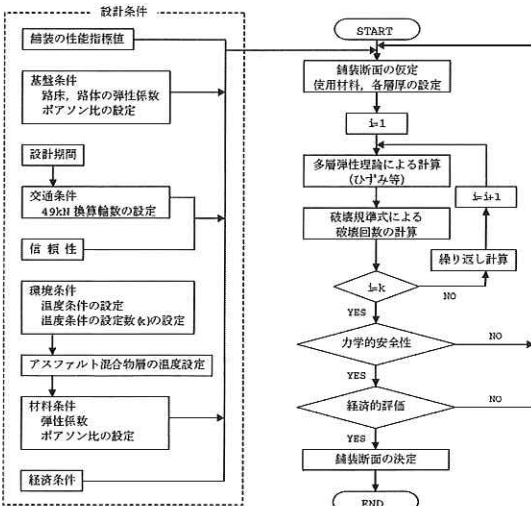 設計条件
舗装の性能指標値
基盤条件
路床，路体の弾性係数
ポアソン比の設定
設計期間
交通条件
49kN 換算輪数の設定
信 頼 性
環境条件
温度条件の設定
温度条件の設定数(k)の設定
アスファルト混合物層の温度設定
材料条件
弾性係数
ポアソン比の設定
経済条件
START
舗装断面の仮定
使用材料，各層厚の設定
i=1
多層弾性理論による計算
(ひずみ等)
i=i+1
破壊規準式による
破壊回数の計算
繰り返し計算
i=k
NO
YES
力学的安全性
NO
YES
経済的評価
NO
YES
舗装断面の決定
END